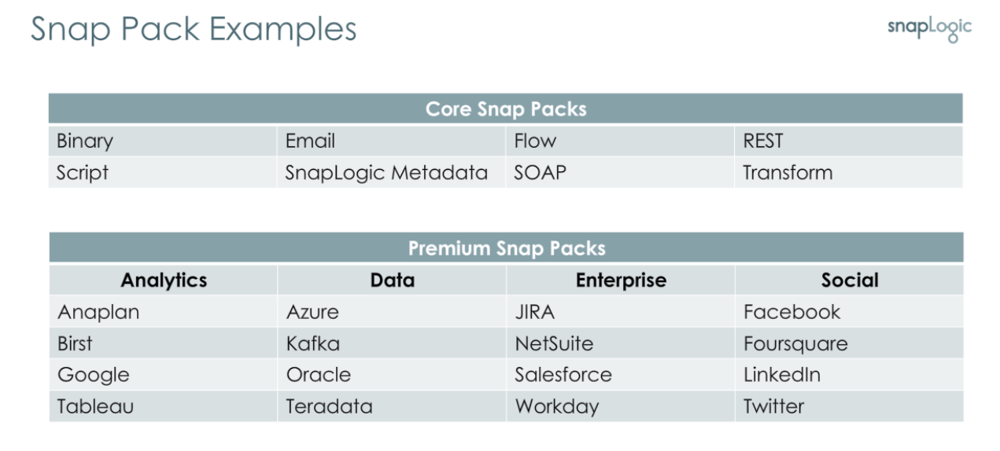 Snap Pack Examples
snapLogic
Core Snap Packs
Binary Email Flow REST
Script SnapLogic Metadata SOAP Transform
Premium Snap Packs
Analytics Data Enterprise Social
Anaplan Azure JIRA Facebook
Birst Kafka NetSuite Foursquare
Google Oracle Salesforce LinkedIn
Tableau Teradata Workday Twitter